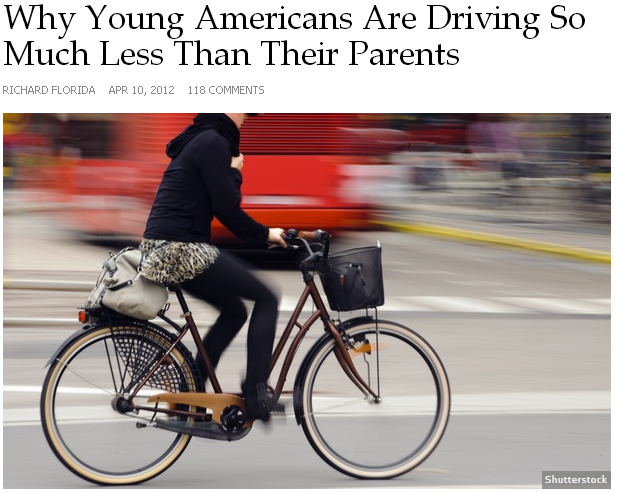 Why Young Americans Are Driving So
Much Less Than Their Parents
RICHARD FLORIDA APR 10, 2012 118 COMMENTS
Shutterstock